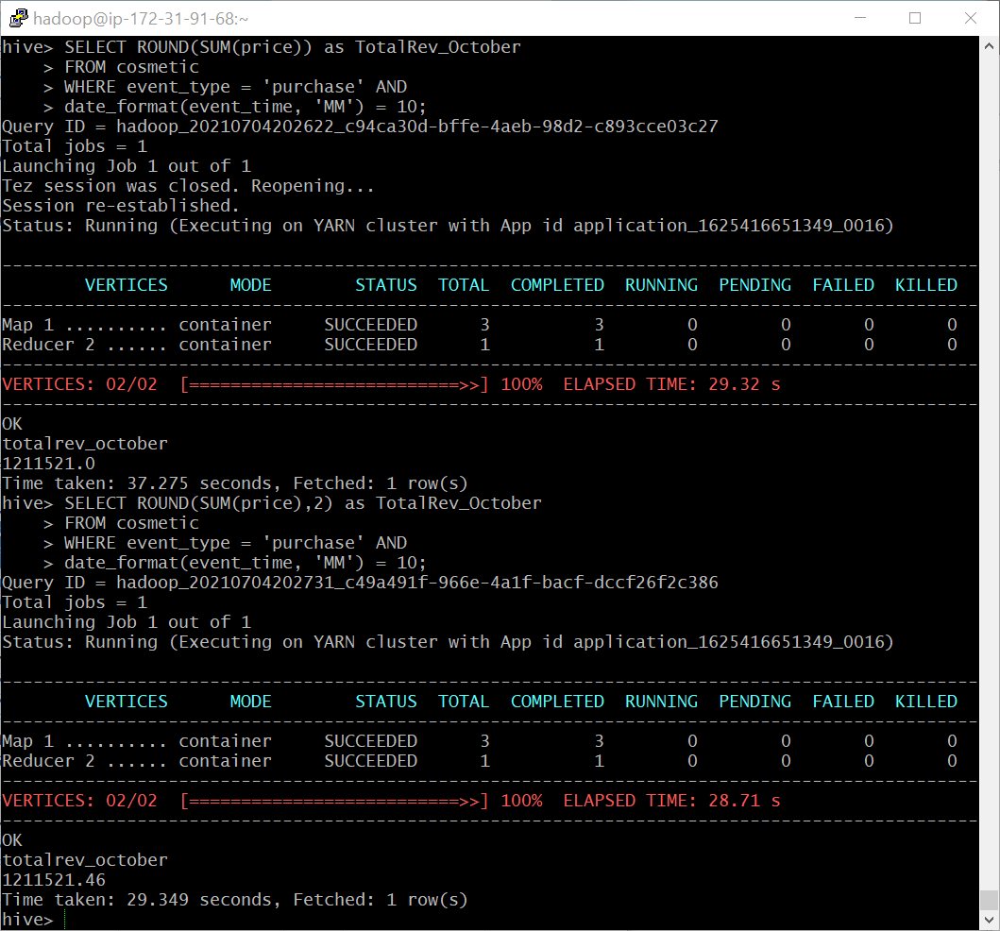 hadoop@ip-172-31-91-68:~
hive> SELECT ROUND(SUM(price)) as TotalRev_October
    > FROM cosmetic
    > WHERE event_type = 'purchase' AND
    > date_format(event_time, 'MM') = 10;
Query ID = hadoop_20210704202622_c94ca30d-bffe-4aeb-98d2-c893cce03c27
Total jobs = 1
Launching Job 1 out of 1
Tez session was closed. Reopening...
Session re-established.
Status: Running (Executing on YARN cluster with App id application_1625416651349_0016)
----------------------------------------------------------------------------------------------
        VERTICES      MODE        STATUS  TOTAL  COMPLETED  RUNNING  PENDING  FAILED  KILLED
----------------------------------------------------------------------------------------------
Map 1 .......... container     SUCCEEDED      3          3        0        0       0       0
Reducer 2 ...... container     SUCCEEDED      1          1        0        0       0       0
----------------------------------------------------------------------------------------------
VERTICES: 02/02  [==========================>>] 100%  ELAPSED TIME: 29.32 s
----------------------------------------------------------------------------------------------
OK
totalrev_october
1211521.0
Time taken: 37.275 seconds, Fetched: 1 row(s)
hive> SELECT ROUND(SUM(price),2) as TotalRev_October
    > FROM cosmetic
    > WHERE event_type = 'purchase' AND
    > date_format(event_time, 'MM') = 10;
Query ID = hadoop_20210704202731_c49a491f-966e-4a1f-bacf-dccf26f2c386
Total jobs = 1
Launching Job 1 out of 1
Status: Running (Executing on YARN cluster with App id application_1625416651349_0016)
----------------------------------------------------------------------------------------------
        VERTICES      MODE        STATUS  TOTAL  COMPLETED  RUNNING  PENDING  FAILED  KILLED
----------------------------------------------------------------------------------------------
Map 1 .......... container     SUCCEEDED      3          3        0        0       0       0
Reducer 2 ...... container     SUCCEEDED      1          1        0        0       0       0
----------------------------------------------------------------------------------------------
VERTICES: 02/02  [==========================>>] 100%  ELAPSED TIME: 28.71 s
----------------------------------------------------------------------------------------------
OK
totalrev_october
1211521.46
Time taken: 29.349 seconds, Fetched: 1 row(s)
hive>